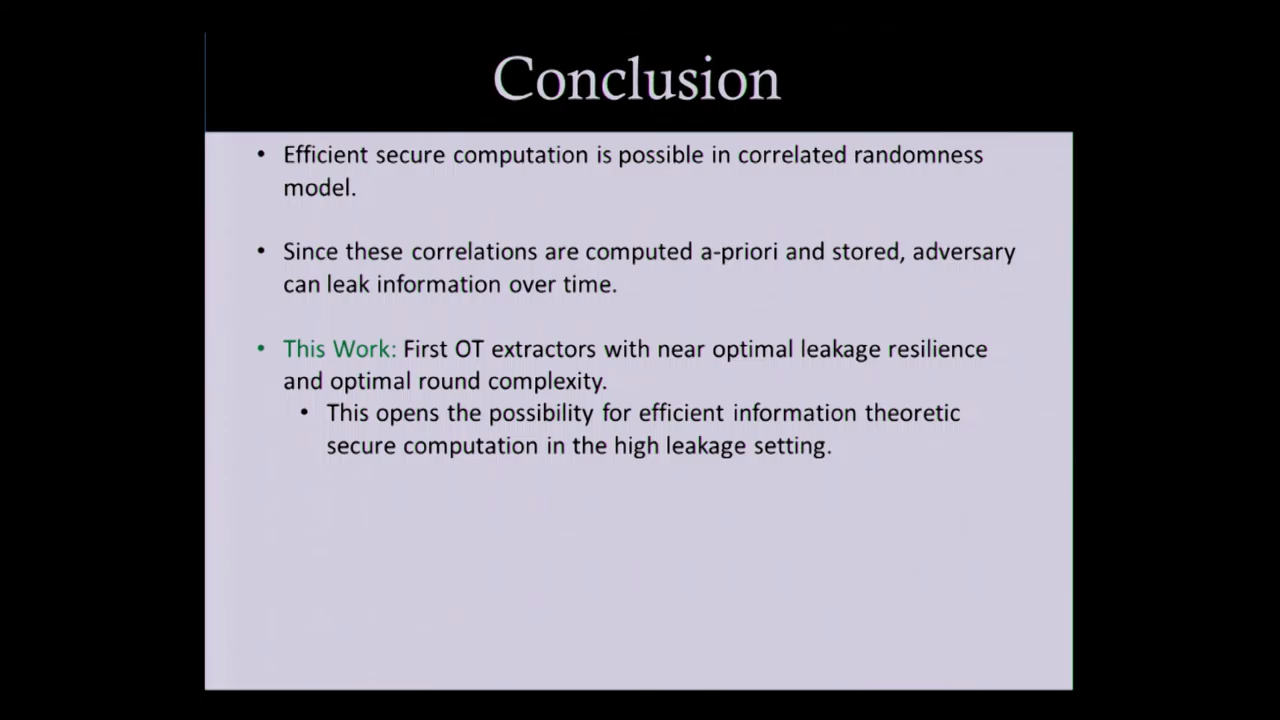 Conclusion
• Efficient secure computation is possible in correlated randomness
model.
• Since these correlations are computed a-priori and stored, adversary
can leak information over time.
• This Work: First OT extractors with near optimal leakage resilience
and optimal round complexity.
• This opens the possibility for efficient information theoretic
secure computation in the high leakage setting.